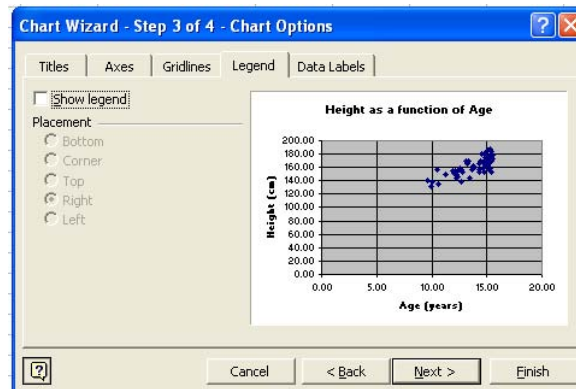 Chart Wizard - Step 3 of 4 - Chart Options
Titles Axes Gridlines Legend Data Labels
Show legend
Placement
Bottom
Corner
Top
Right
Left
Height as a function of Age
Height (cm)
200.00
180.00
160.00
140.00
120.00
100.00
80.00
60.00
40.00
20.00
0.00
0.00 5.00 10.00 15.00 20.00
Age (years)
Cancel < Back Next > Finish